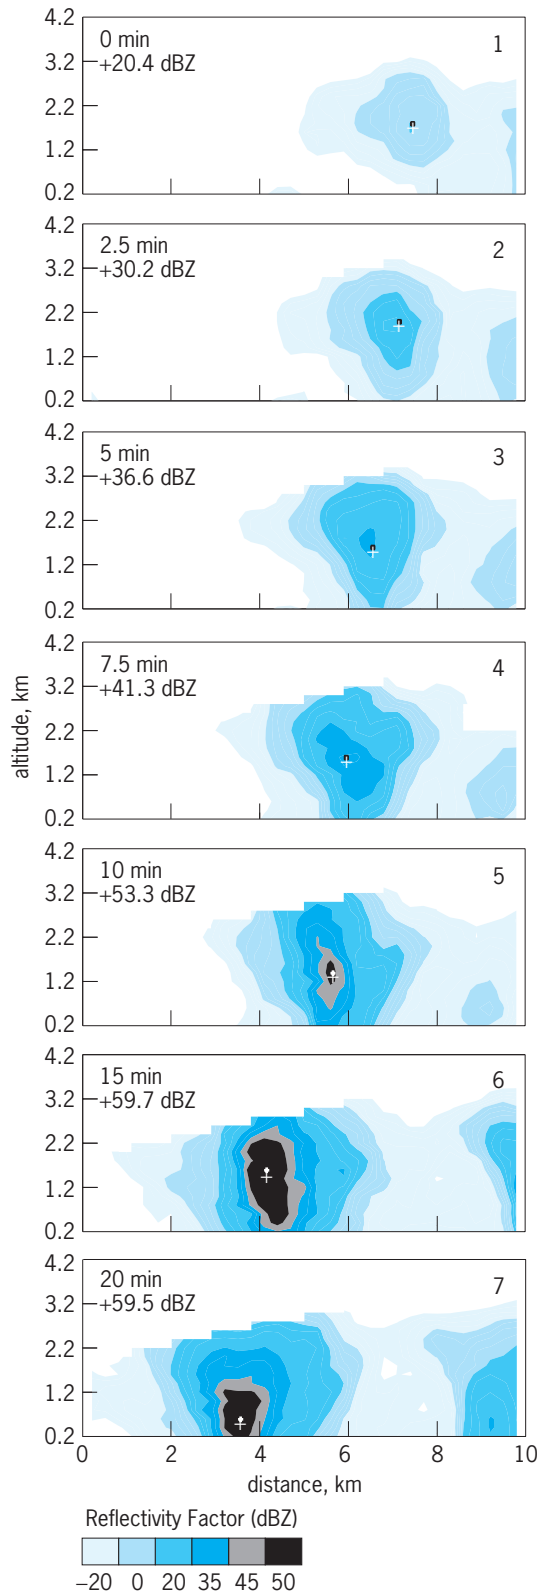 4.2
0 min
1
3.2
+20.4 dBZ
2.2
1.2
0.2
4.2
2.5 min
2
3.2
+30.2 dBZ
2.2
1.2
0.2
4.2
5 min
3
3.2
+36.6 dBZ
2.2
1.2
0.2
4.2
7.5 min
4
3.2
+41.3 dBZ
2.2
1.2
0.2
altitude, km
4.2
10 min
5
3.2
+53.3 dBZ
2.2
1.2
0.2
4.2
15 min
6
3.2
+59.7 dBZ
2.2
1.2
0.2
4.2
20 min
7
3.2
+59.5 dBZ
2.2
1.2
0.2
0 2 4 6 8 10
distance, km
Reflectivity Factor (dBZ)
−20 0 20 35 45 50